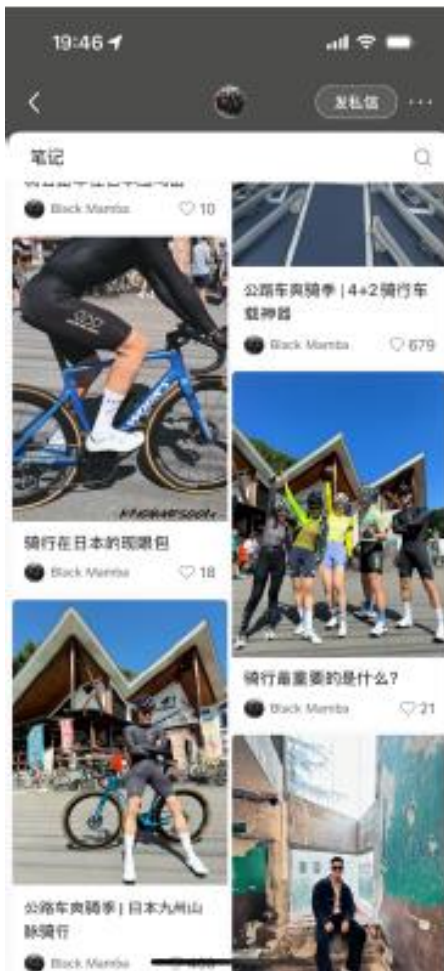 19:46
发私信
笔记
Black Mamba
10
公路车爽骑季 | 4+2骑行车
载神器
Black Mamba
679
骑行在日本的现眼包
Black Mamba
18
骑行最重要的是什么？
Black Mamba
21
公路车爽骑季 | 日本九州山
脉骑行
Black Mamba